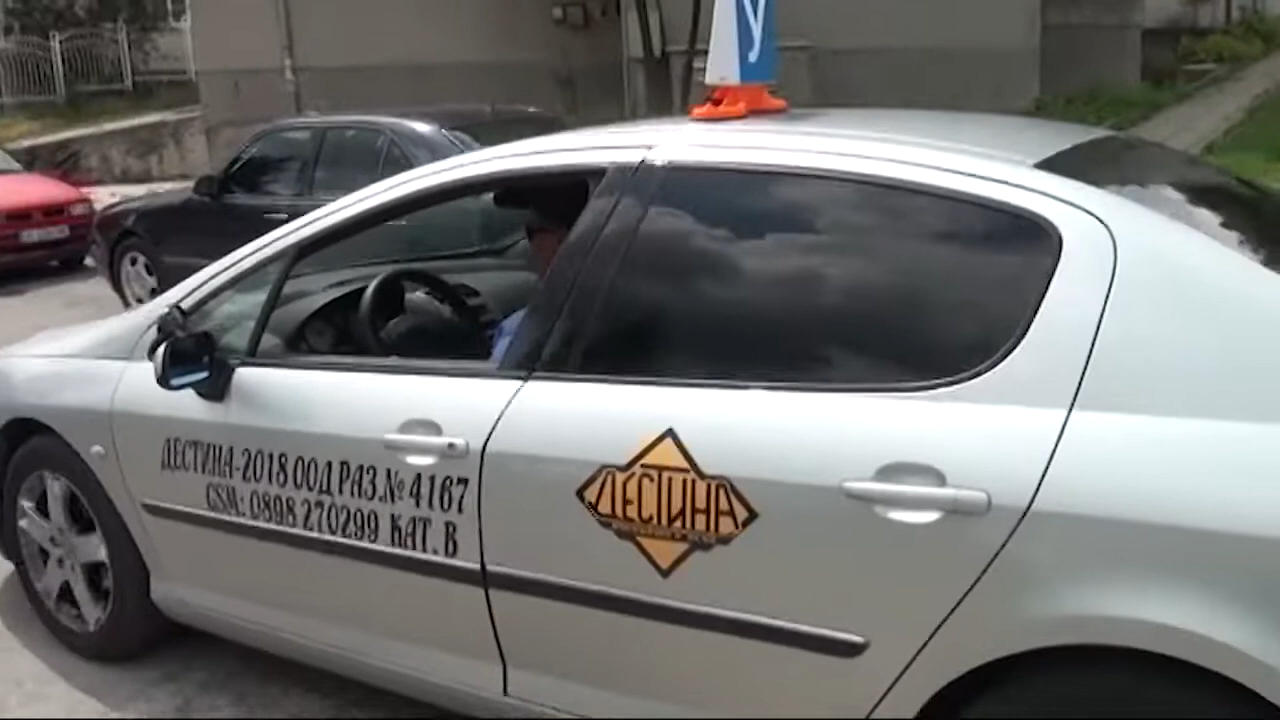 У
ДЕСТИНА-2018 ООД РАЗ.№ 4167
GSM: 0898 270299 КАТ. В
ДЕСТИНА